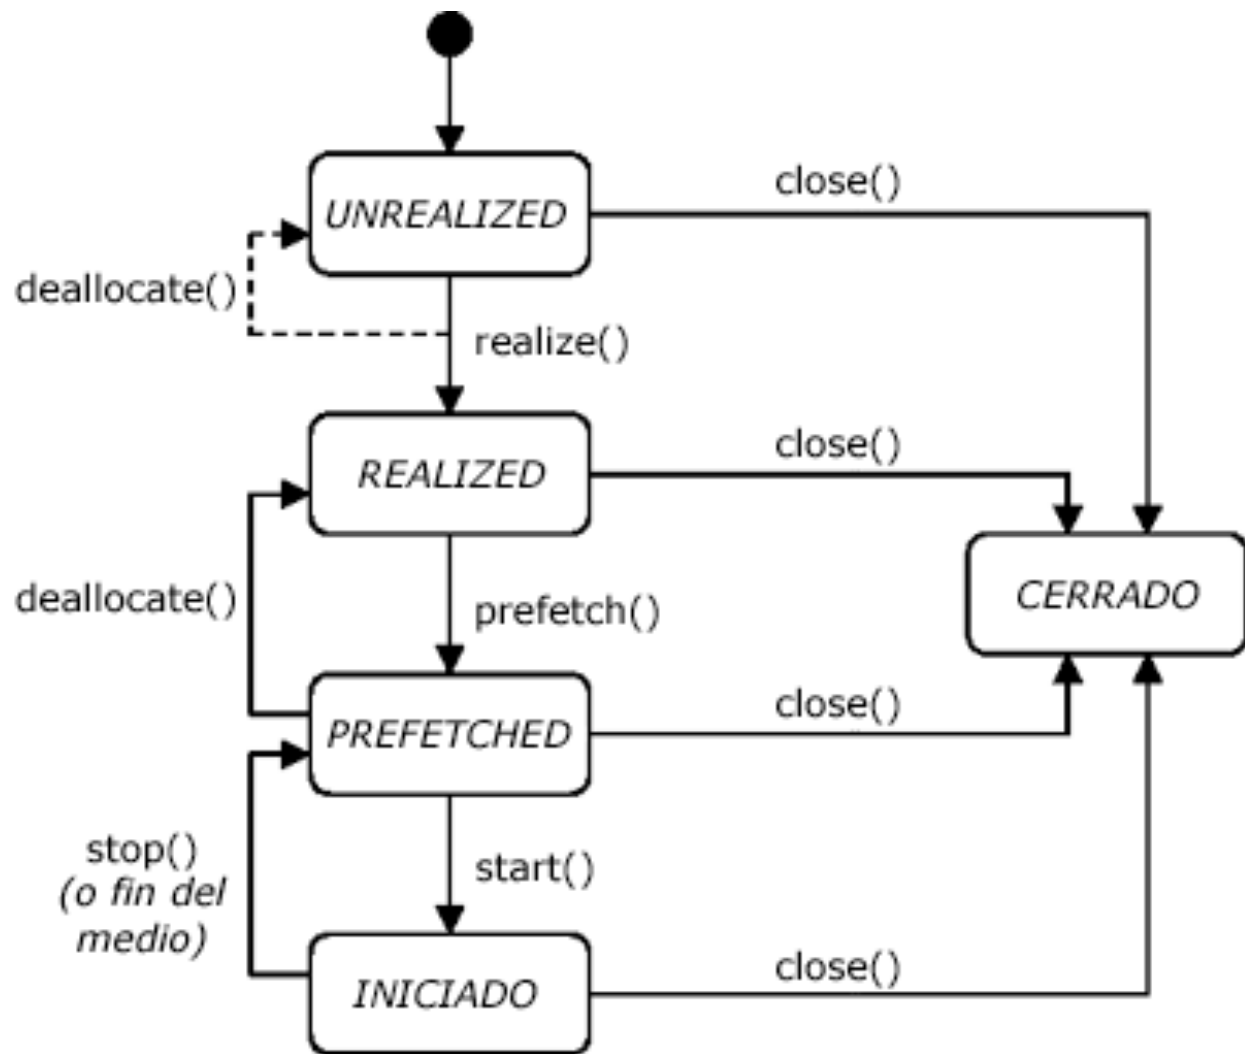 close()
UNREALIZED
deallocate()
realize()
close()
REALIZED
deallocate()
prefetch()
CERRADO
close()
PREFETCHED
stop()
(o fin del
medio)
start()
close()
INICIADO